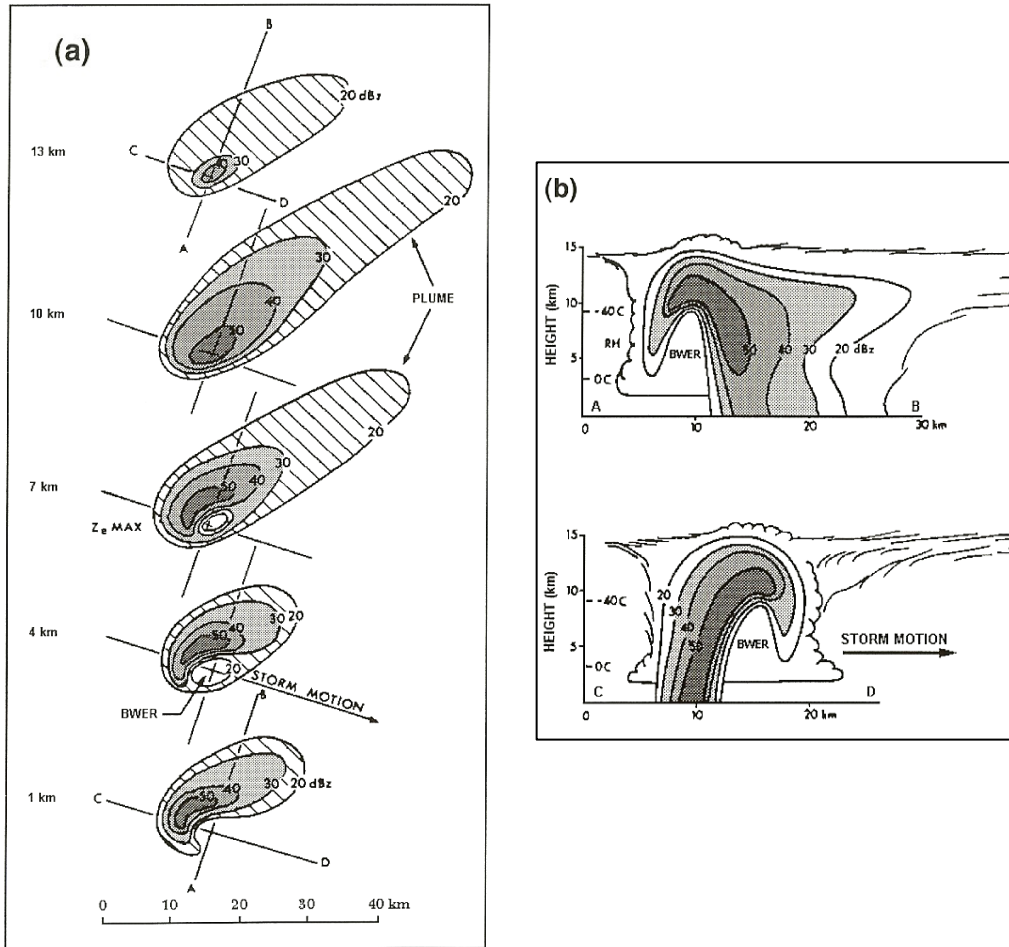 (a)
B
20 dBz
13 km
C
40 30
D
A
20
30
PLUME
10 km
40
50
20
30
7 km
50 40
Ze MAX
4 km
30 20
50 40
20
STORM MOTION
BWER
B
1 km
C
50 40 30 20 dBz
D
A
0 10 20 30 40 km
(b)
HEIGHT (km)
15
10
-40C
RH
BWER
50 40 30 20 dBz
5
0C
A
B
0 10 20 30 km
HEIGHT (km)
15
10
-40C
20
30
40
50
BWER
STORM MOTION
5
0C
C
D
0 10 20 km